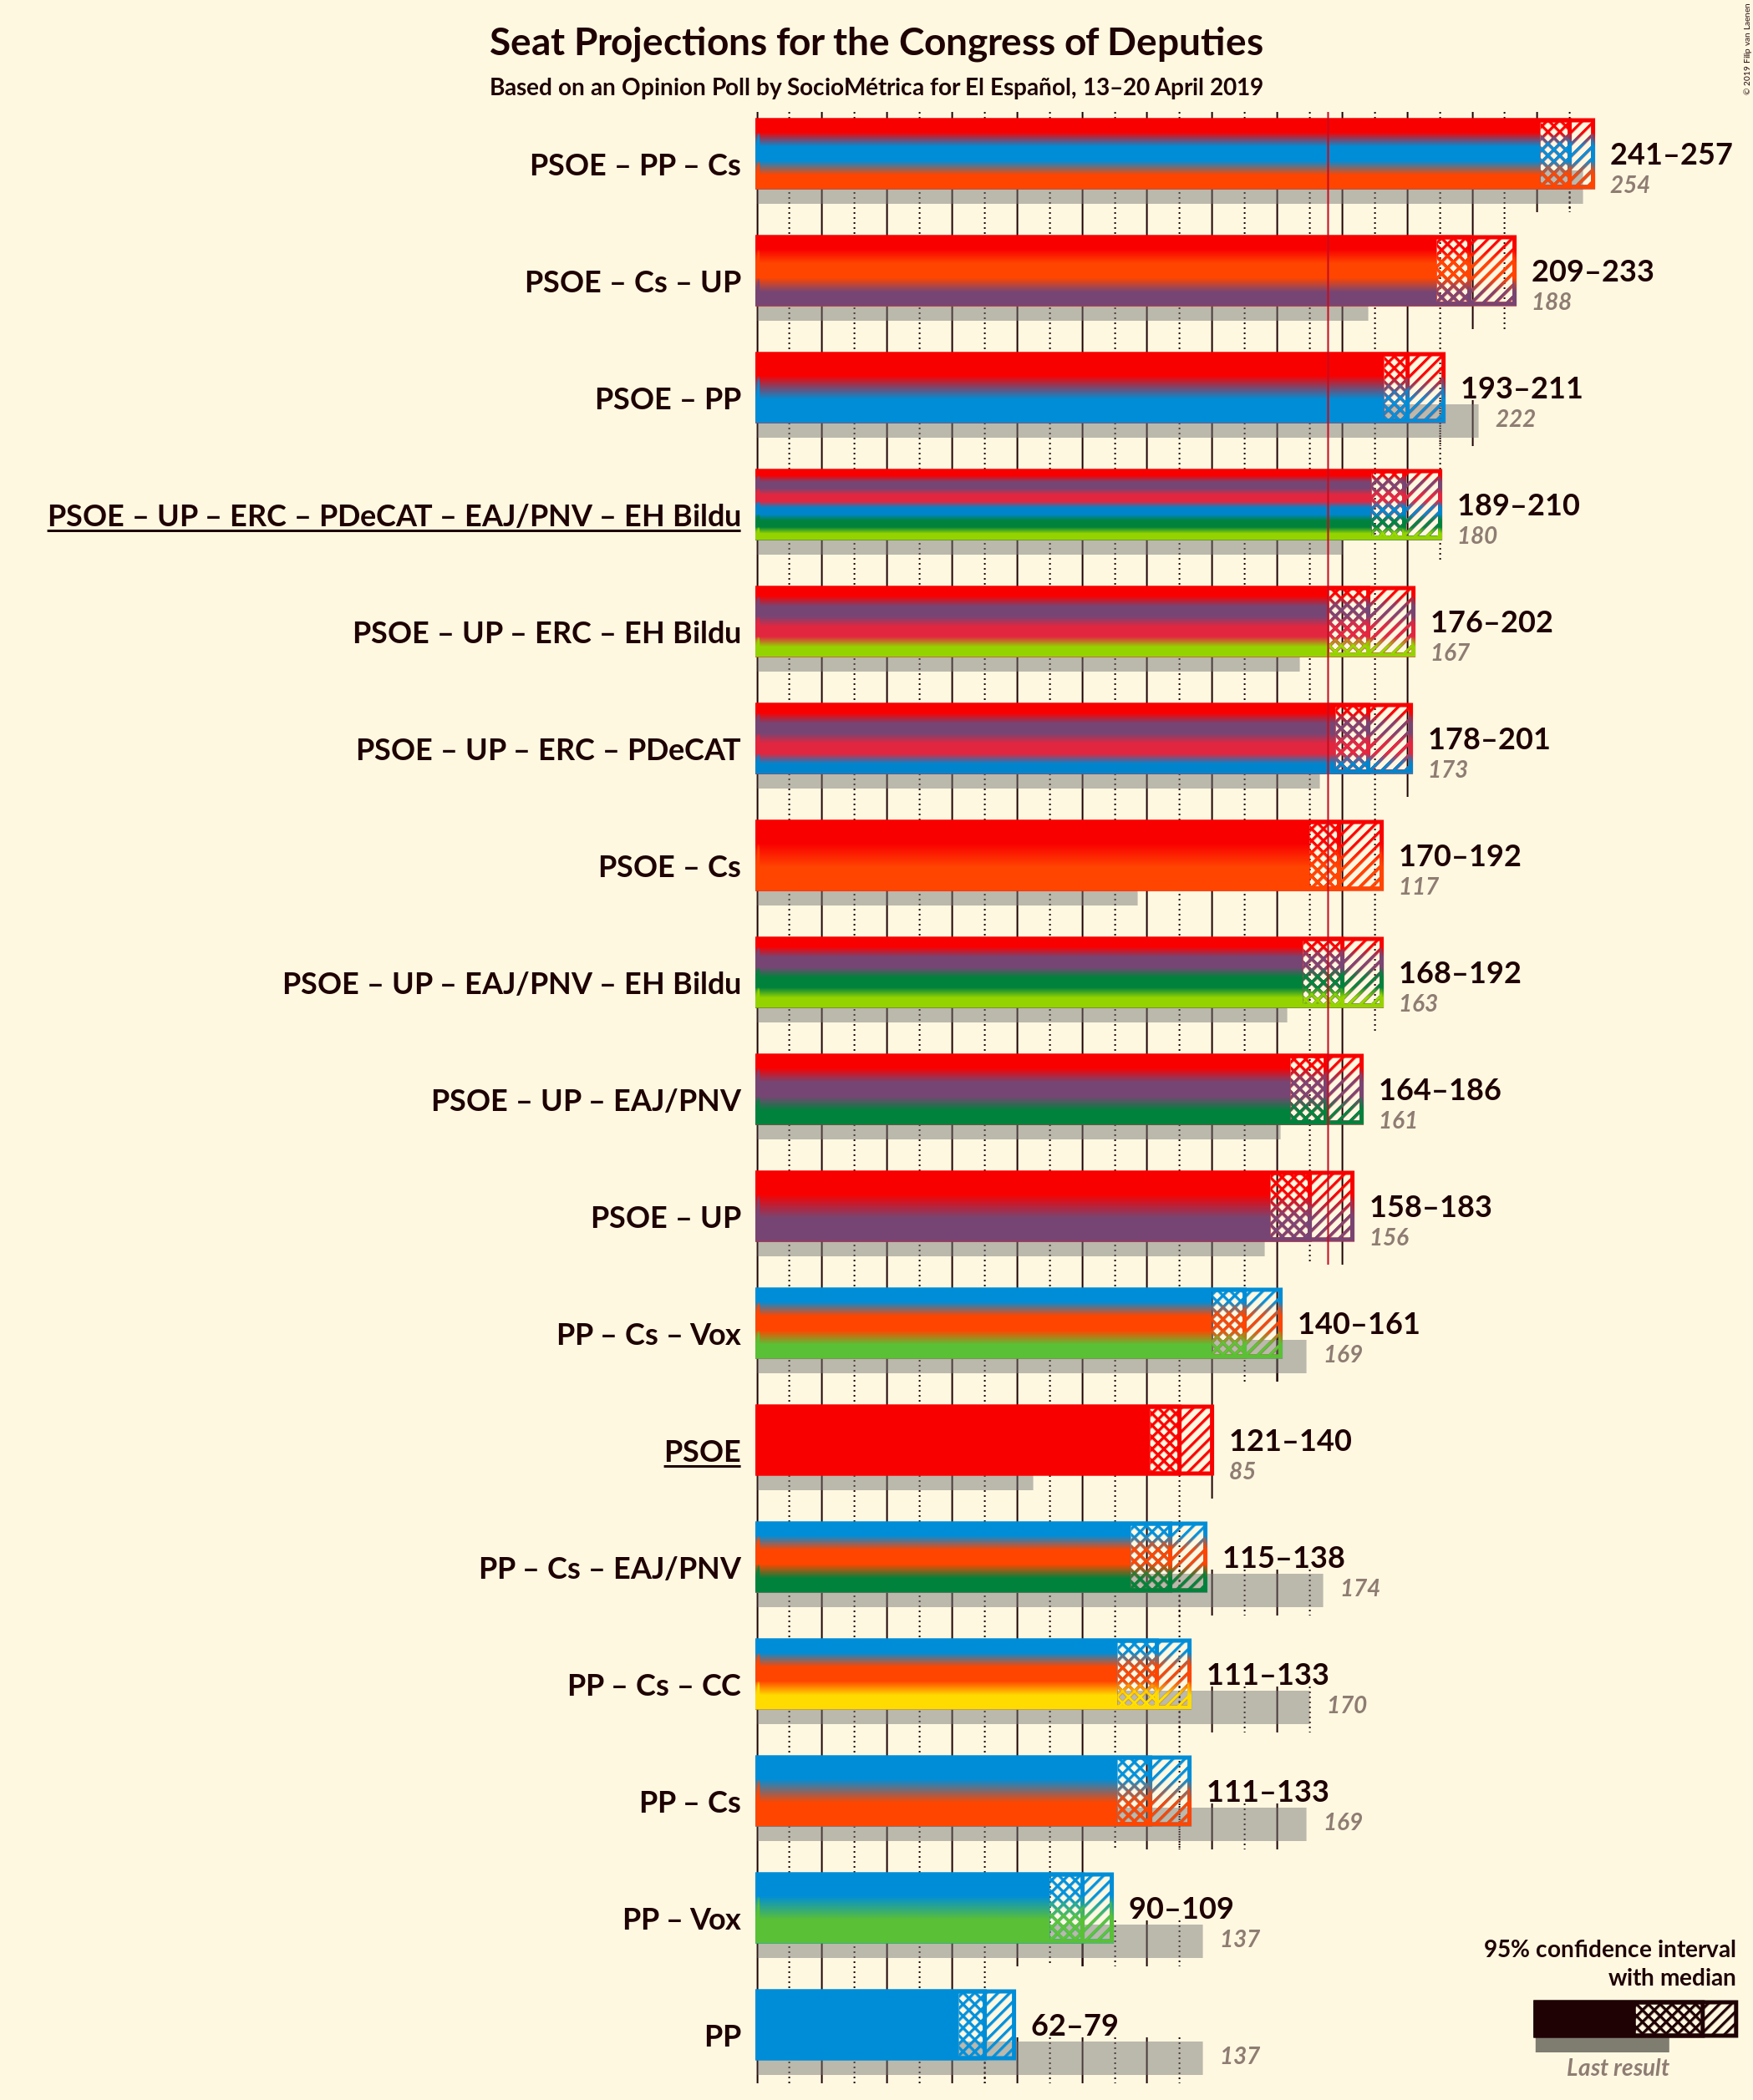 Seat Projections for the Congress of Deputies
Based on an Opinion Poll by SocioMétrica for El Español, 13–20 April 2019
© 2019 Filip van Laenen
PSOE – PP – Cs
241–257
254
PSOE – Cs – UP
209–233
188
PSOE – PP
193–211
222
PSOE – UP – ERC – PDeCAT – EAJ/PNV – EH Bildu
189–210
180
PSOE – UP – ERC – EH Bildu
176–202
167
PSOE – UP – ERC – PDeCAT
178–201
173
PSOE – Cs
170–192
117
PSOE – UP – EAJ/PNV – EH Bildu
168–192
163
PSOE – UP – EAJ/PNV
164–186
161
PSOE – UP
158–183
156
PP – Cs – Vox
140–161
169
PSOE
121–140
85
PP – Cs – EAJ/PNV
115–138
174
PP – Cs – CC
111–133
170
PP – Cs
111–133
169
PP – Vox
90–109
137
PP
62–79
137
95% confidence interval
with median
Last result